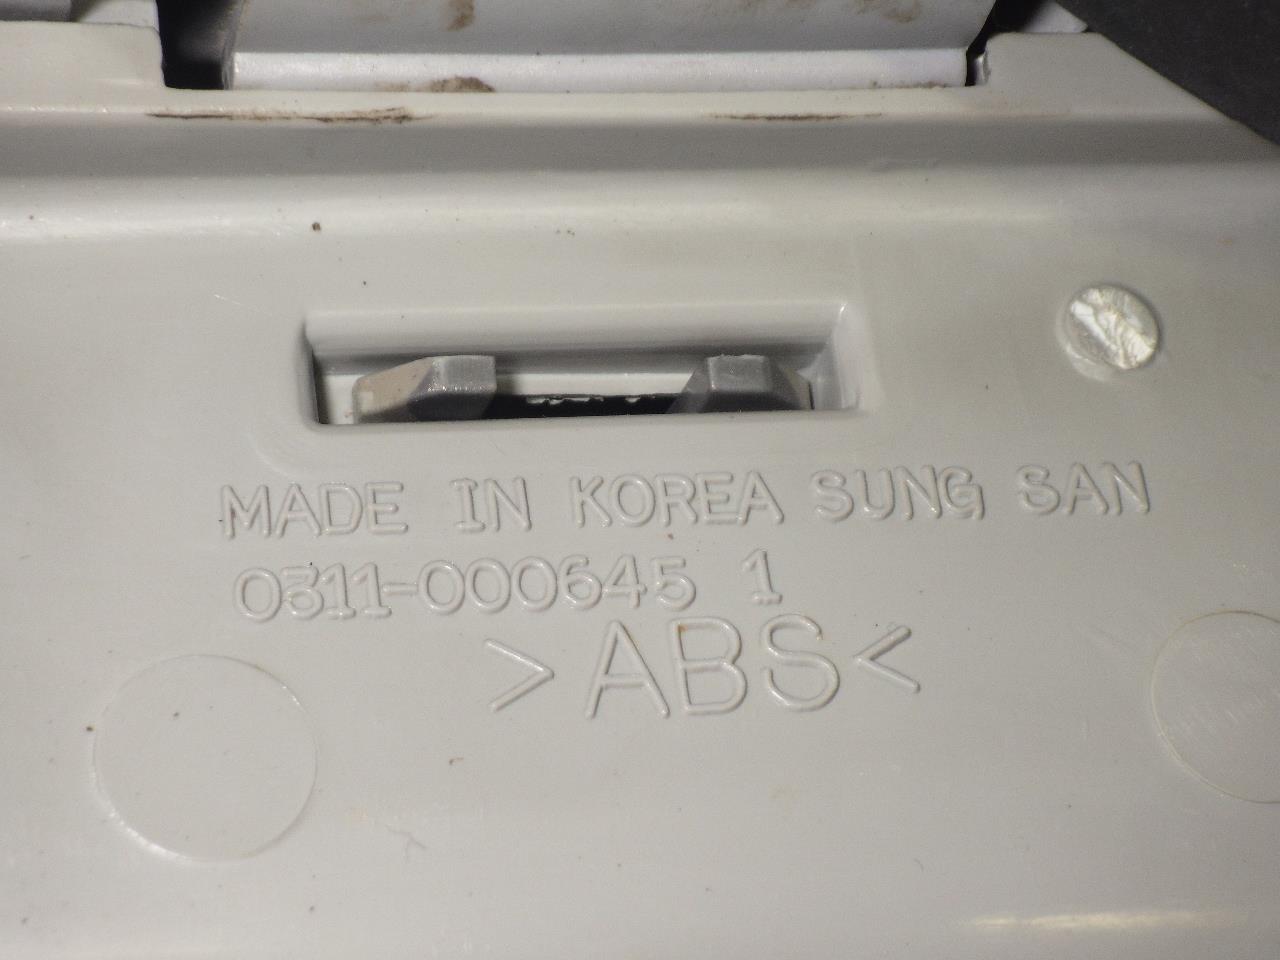 MADE IN KOREA SUNG SAN
0311-000645 1
>ABS<